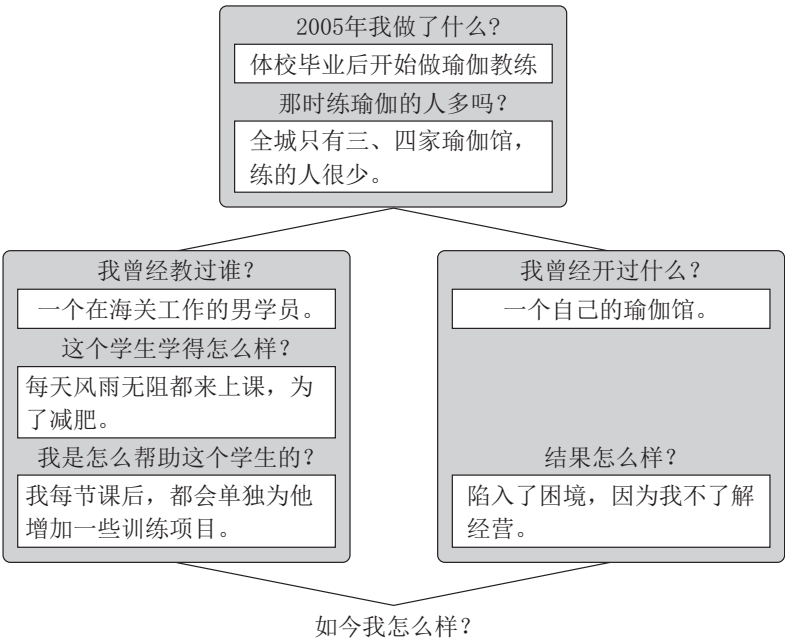 2005年我做了什么?
体校毕业后开始做瑜伽教练
那时练瑜伽的人多吗?
全城只有三、四家瑜伽馆，
练的人很少。
我曾经教过谁?
一个在海关工作的男学员。
这个学生学得怎么样?
每天风雨无阻都来上课，为
了减肥。
我是怎么帮助这个学生的?
我每节课后，都会单独为他
增加一些训练项目。
我曾经开过什么?
一个自己的瑜伽馆。
结果怎么样?
陷入了困境，因为我不了解
经营。
如今我怎么样?